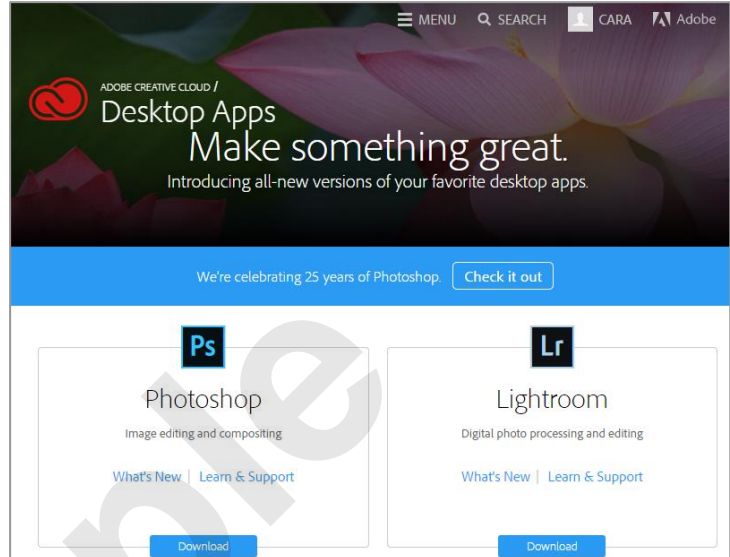 MENU SEARCH CARA Adobe
ADOBE CREATIVE CLOUD /
Desktop Apps
Make something great.
Introducing all-new versions of your favorite desktop apps.
We're celebrating 25 years of Photoshop. Check it out
Ps
Photoshop
Image editing and compositing
What's New | Learn & Support
Download
Lr
Lightroom
Digital photo processing and editing
What's New | Learn & Support
Download